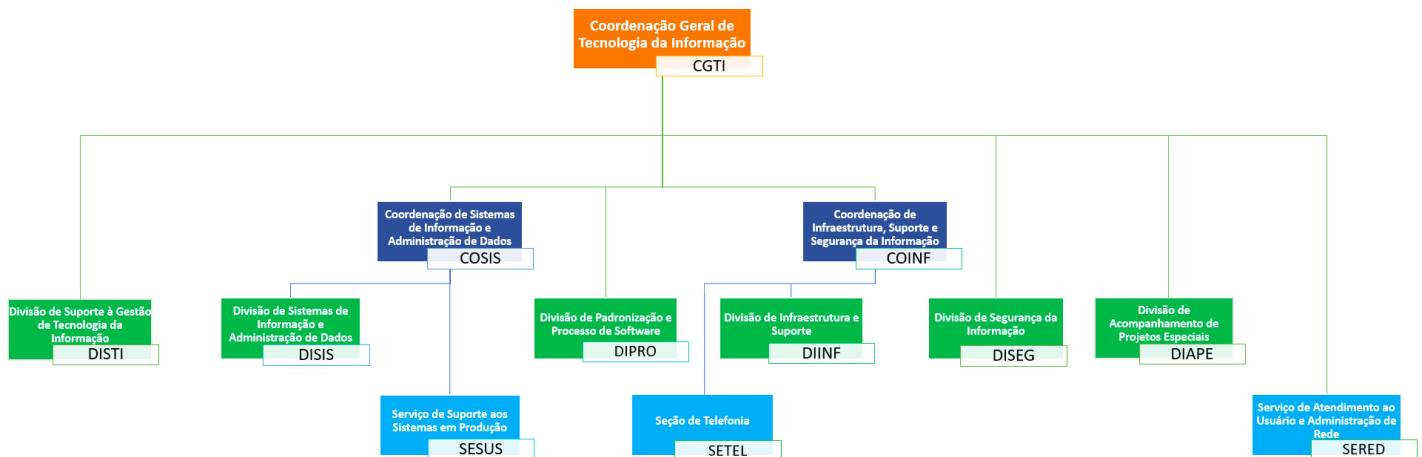 Coordenação Geral de
Tecnologia da Informação
CGTI
Coordenação de Sistemas
de Informação e
Administração de Dados
COSIS
Coordenação de
Infraestrutura, Suporte e
Segurança da Informação
COINF
Divisão de Suporte à Gestão
de Tecnologia da
Informação
DISTI
Divisão de Sistemas de
Informação e
Administração de Dados
DISIS
Divisão de Padronização e
Processo de Software
DIPRO
Divisão de Infraestrutura e
Suporte
DIINF
Divisão de Segurança da
Informação
DISEG
Divisão de
Acompanhamento de
Projetos Especiais
DIAPE
Serviço de Suporte aos
Sistemas em Produção
SESUS
Seção de Telefonia
SETEL
Serviço de Atendimento ao
Usuário e Administração de
Rede
SERED